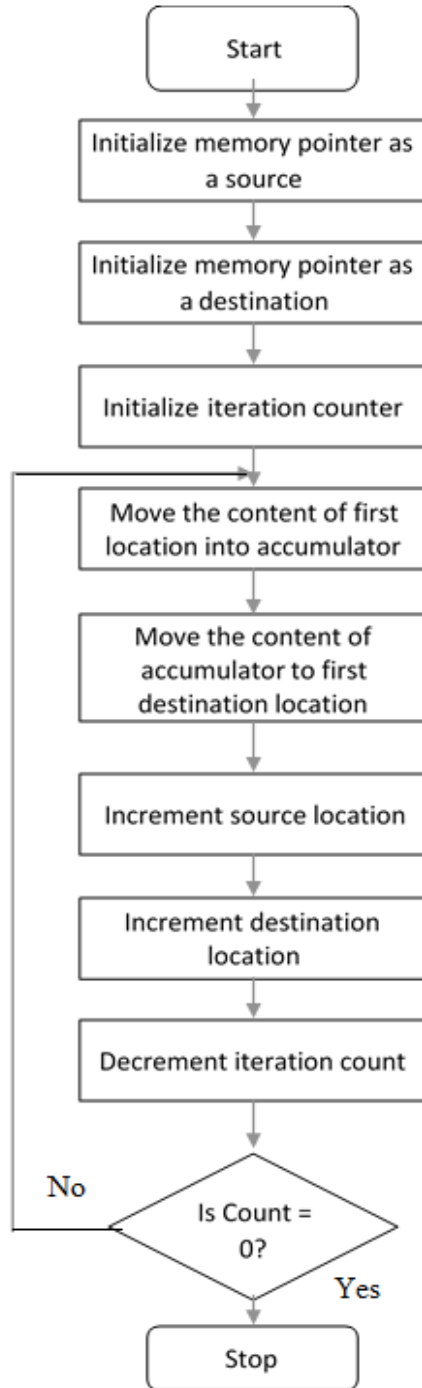 Start
Initialize memory pointer as
a source
Initialize memory pointer as
a destination
Initialize iteration counter
Move the content of first
location into accumulator
Move the content of
accumulator to first
destination location
Increment source location
Increment destination
location
Decrement iteration count
No
Is Count =
0?
Yes
Stop